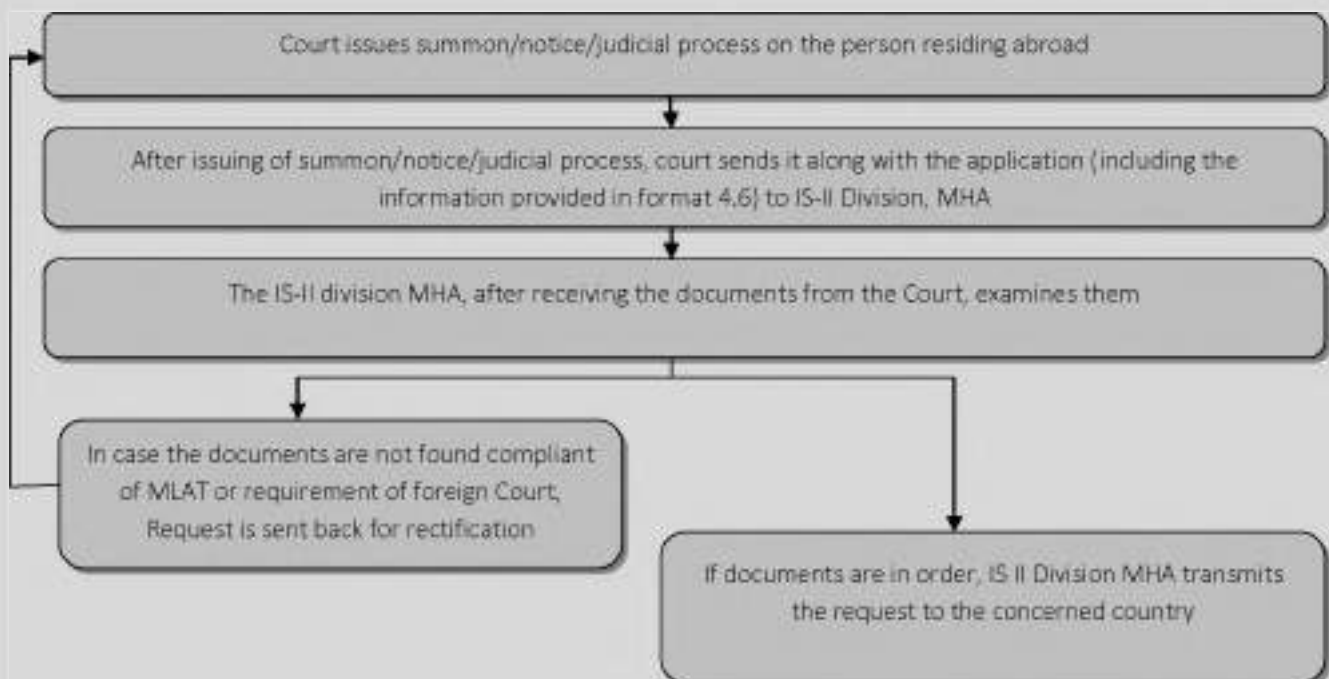 Court issues summon/notice/judicial process on the person residing abroad
After issuing of summon/notice/judicial process, court sends it along with the application (including the
information provided in format 4.6) to IS-II Division, MHA
The IS-II division MHA, after receiving the documents from the Court, examines them
In case the documents are not found compliant
of MLAT or requirement of foreign Court,
Request is sent back for rectification
If documents are in order, IS II Division MHA transmits
the request to the concerned country